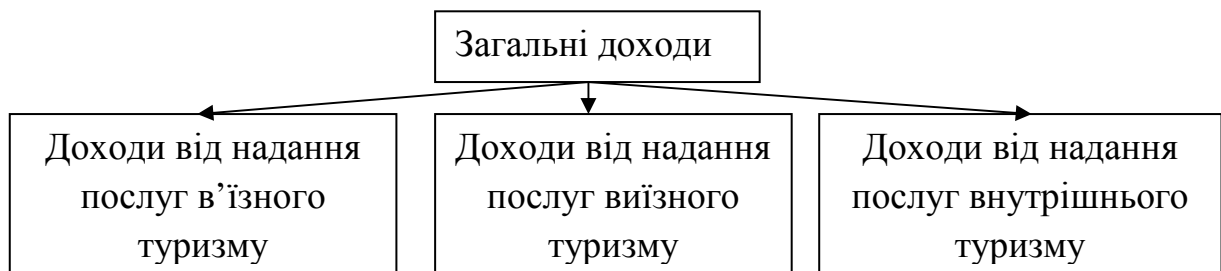 Загальні доходи
Доходи від надання
послуг в’їзного
туризму
Доходи від надання
послуг виїзного
туризму
Доходи від надання
послуг внутрішнього
туризму